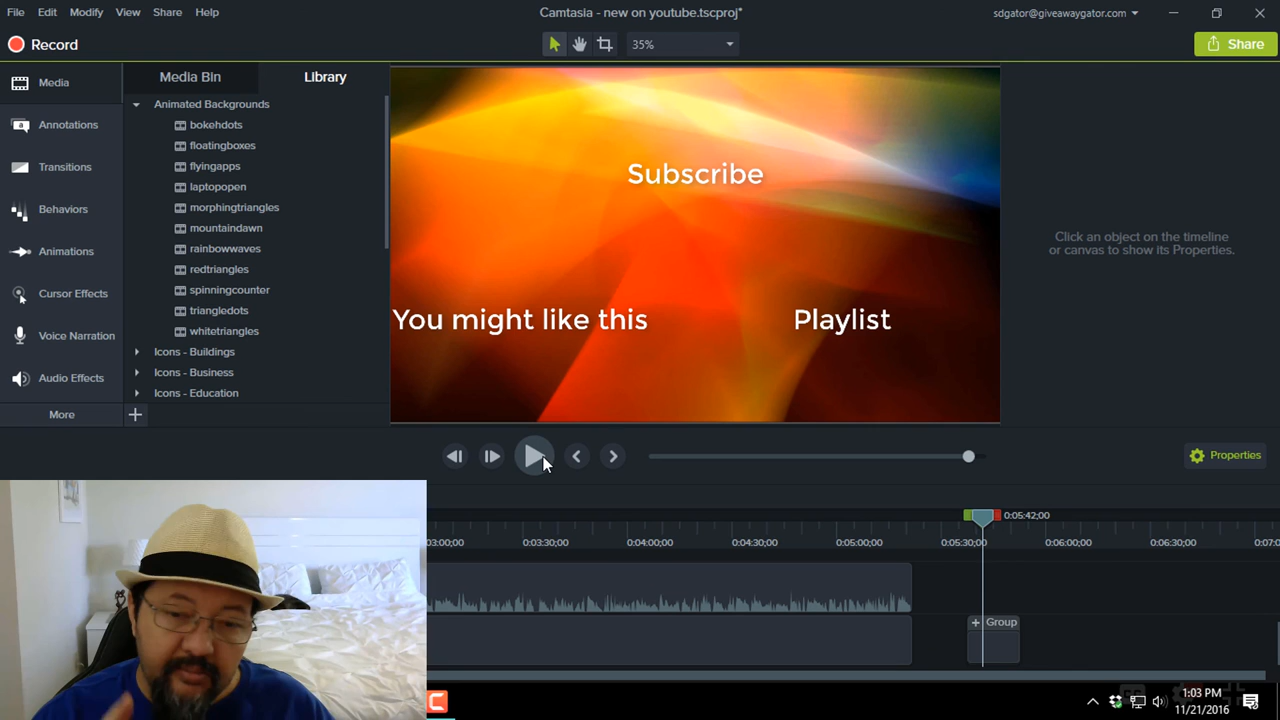 File Edit Modify View Share Help
Camtasia - new on youtube.tscproj*
sdgator@giveawaygator.com
Record
35%
Share
Media
Annotations
Transitions
Behaviors
Animations
Cursor Effects
Voice Narration
Audio Effects
More
Media Bin
Library
Animated Backgrounds
bokehdots
floatingboxes
flyingapps
laptopopen
morphingtriangles
mountaindawn
rainbowwaves
redtriangles
spinningcounter
triangledots
whitetriangles
Icons - Buildings
Icons - Business
Icons - Education
Subscribe
You might like this
Playlist
Click an object on the timeline
or canvas to show its Properties.
Properties
0:05:42;00
03:00;00 0:03:30;00 0:04:00;00 0:04:30;00 0:05:00;00 0:05:30;00 0:06:00;00 0:06:30;00 0:07:0
+ Group
1:03 PM
11/21/2016